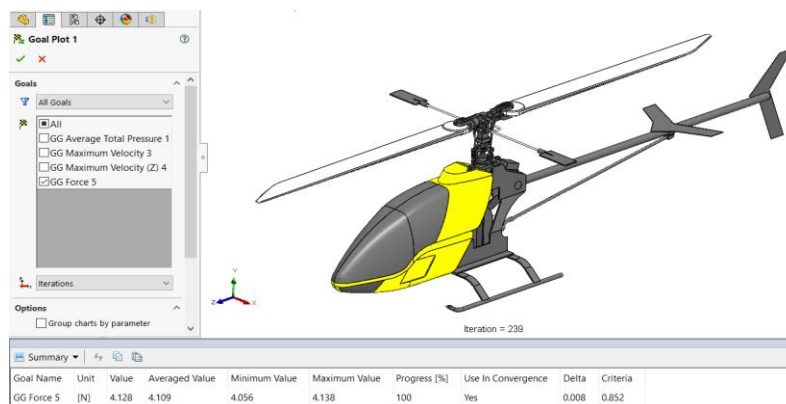 Goal Plot 1
Goals
All Goals
All
GG Average Total Pressure 1
GG Maximum Velocity 3
GG Maximum Velocity (Z) 4
GG Force 5
Iterations
Options
Group charts by parameter
Y
Z
X
Iteration = 239
Summary
Goal Name Unit Value Averaged Value Minimum Value Maximum Value Progress [%] Use In Convergence Delta Criteria
GG Force 5 [N] 4.128 4.109 4.056 4.138 100 Yes 0.008 0.852